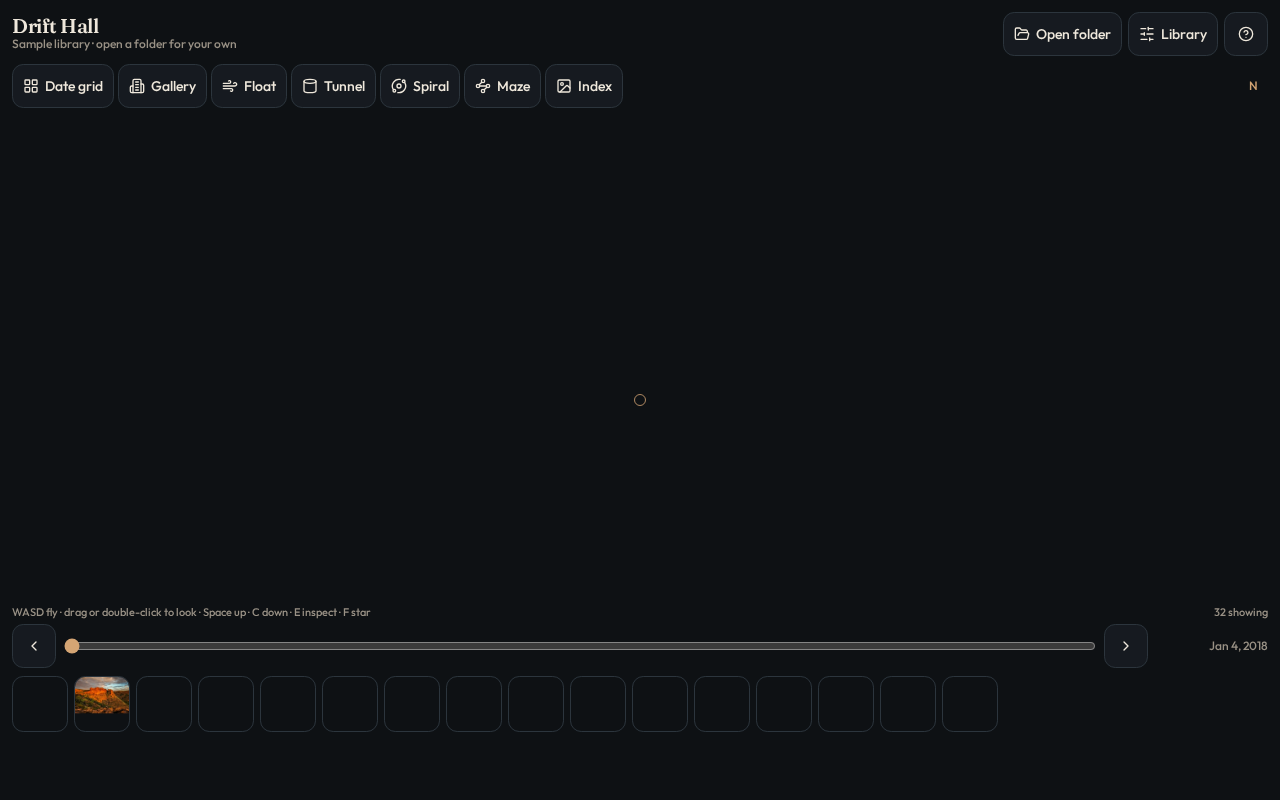 Drift Hall
Sample library · open a folder for your own
Open folder
Library
Date grid
Gallery
Float
Tunnel
Spiral
Maze
Index
N
WASD fly · drag or double-click to look · Space up · C down · E inspect · F star
32 showing
Jan 4, 2018